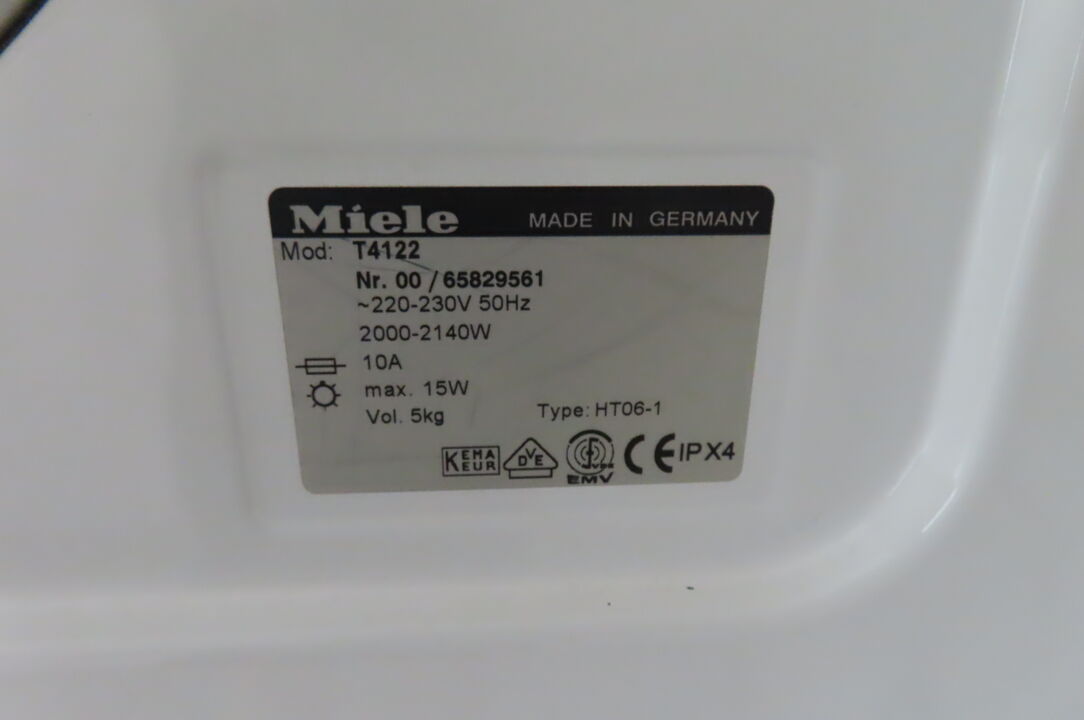 Miele MADE IN GERMANY
Mod: T4122
Nr. 00 / 65829561
~220-230V 50Hz
2000-2140W
10A
max. 15W
Vol. 5kg Type: HT06-1
KEMA KEUR DVE VDE EMV CE IPX4